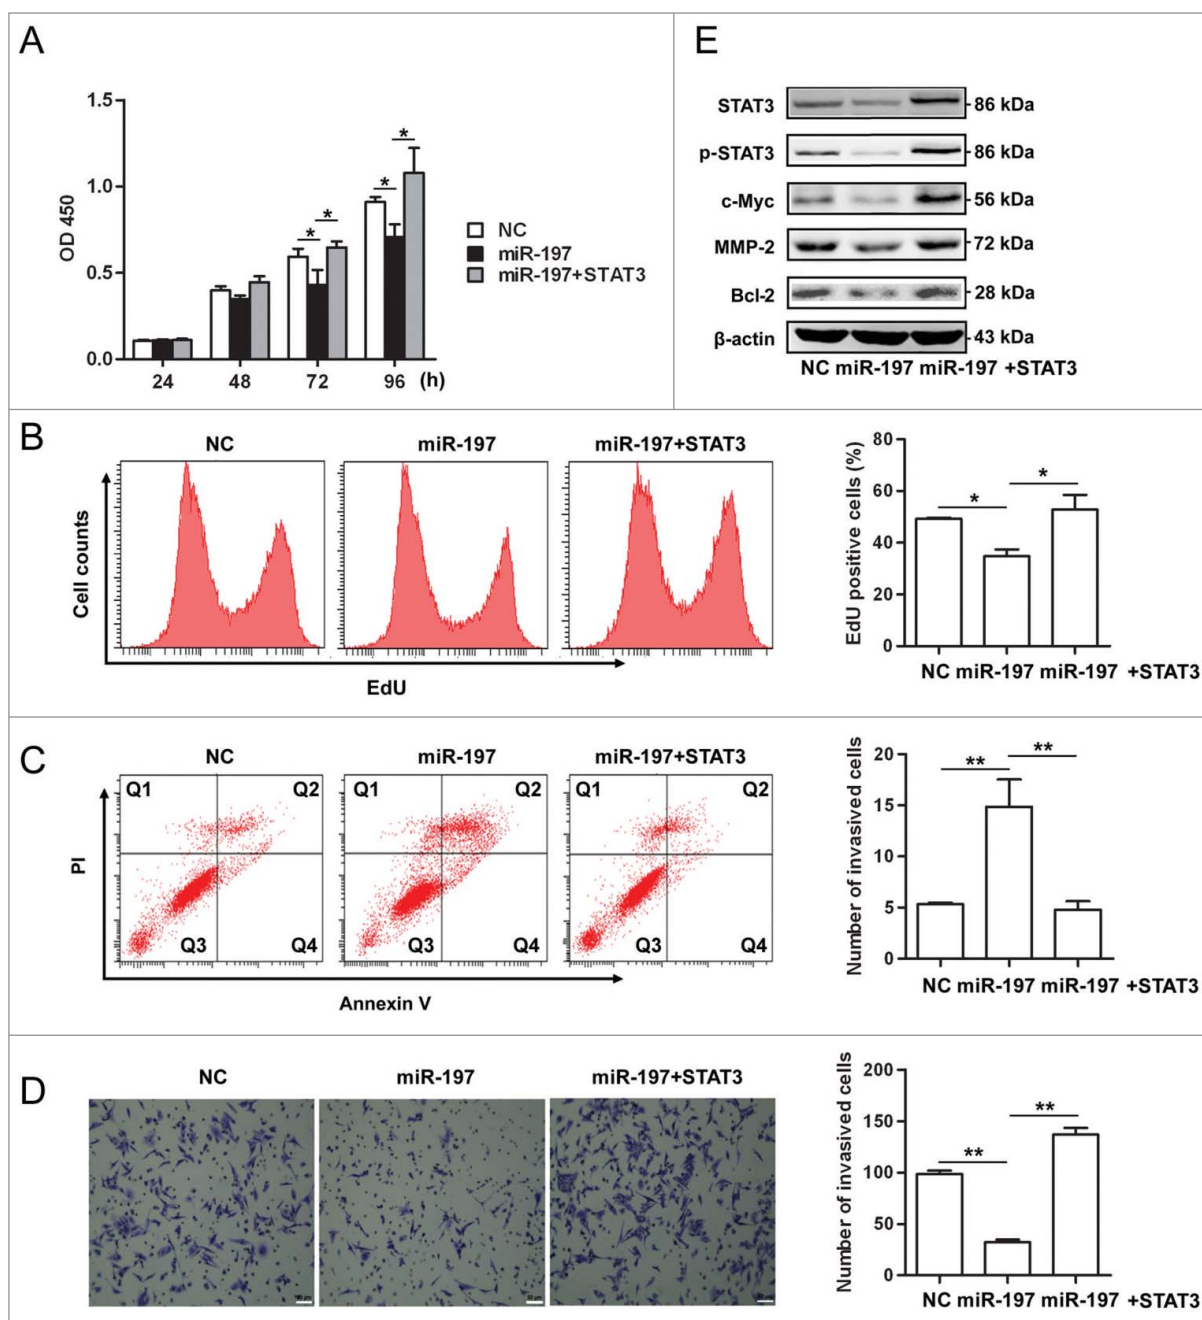 A
OD 450
1.5
1.0
0.5
0.0
* * * *
24 48 72 96 (h)
NC
miR-197
miR-197+STAT3
E
STAT3 86 kDa
p-STAT3 86 kDa
c-Myc 56 kDa
MMP-2 72 kDa
Bcl-2 28 kDa
β-actin 43 kDa
NC miR-197 miR-197 +STAT3
B
NC miR-197 miR-197+STAT3
Cell counts
EdU
EdU positive cells (%)
80
60
40
20
0
* *
NC miR-197 miR-197 +STAT3
C
NC miR-197 miR-197+STAT3
PI
Q1 Q2 Q1 Q2 Q1 Q2
Q3 Q4 Q3 Q4 Q3 Q4
Annexin V
Number of invasived cells
20
15
10
5
0
** **
NC miR-197 miR-197 +STAT3
D
NC miR-197 miR-197+STAT3
Number of invasived cells
200
150
100
50
0
** **
NC miR-197 miR-197 +STAT3